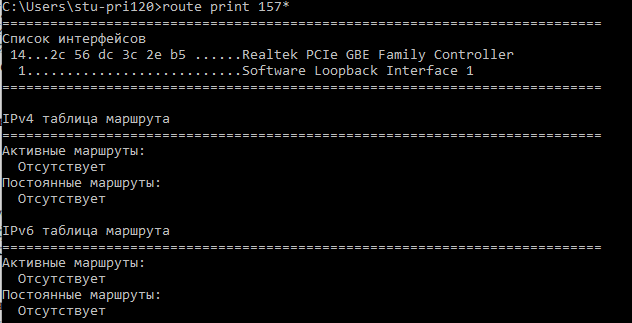 C:\Users\stu-pri120>route print 157*
===========================================================================
Список интерфейсов
 14...2c 56 dc 3c 2e b5 ......Realtek PCIe GBE Family Controller
  1...........................Software Loopback Interface 1
===========================================================================

IPv4 таблица маршрута
===========================================================================
Активные маршруты:
  Отсутствует
Постоянные маршруты:
  Отсутствует

IPv6 таблица маршрута
===========================================================================
Активные маршруты:
  Отсутствует
Постоянные маршруты:
  Отсутствует